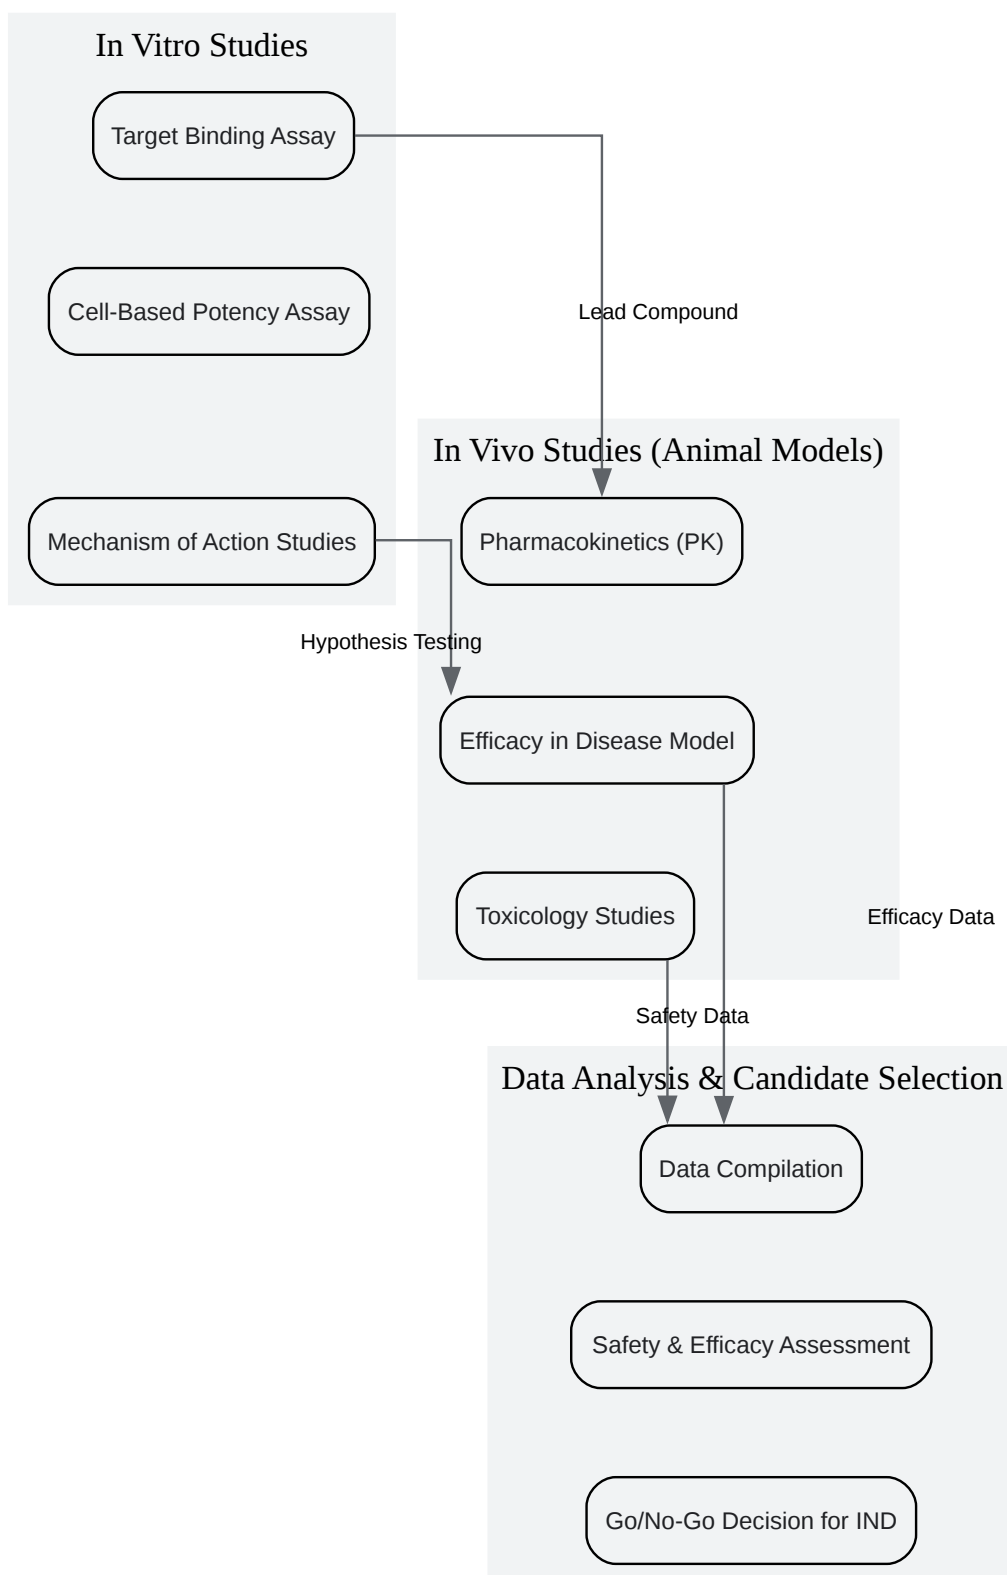 In Vitro Studies
Target Binding Assay
Cell-Based Potency Assay
Lead Compound
In Vivo Studies (Animal Models)
Mechanism of Action Studies
Pharmacokinetics (PK)
Hypothesis Testing
Efficacy in Disease Model
Toxicology Studies
Efficacy Data
Safety Data
Data Analysis & Candidate Selection
Data Compilation
Safety & Efficacy Assessment
Go/No-Go Decision for IND